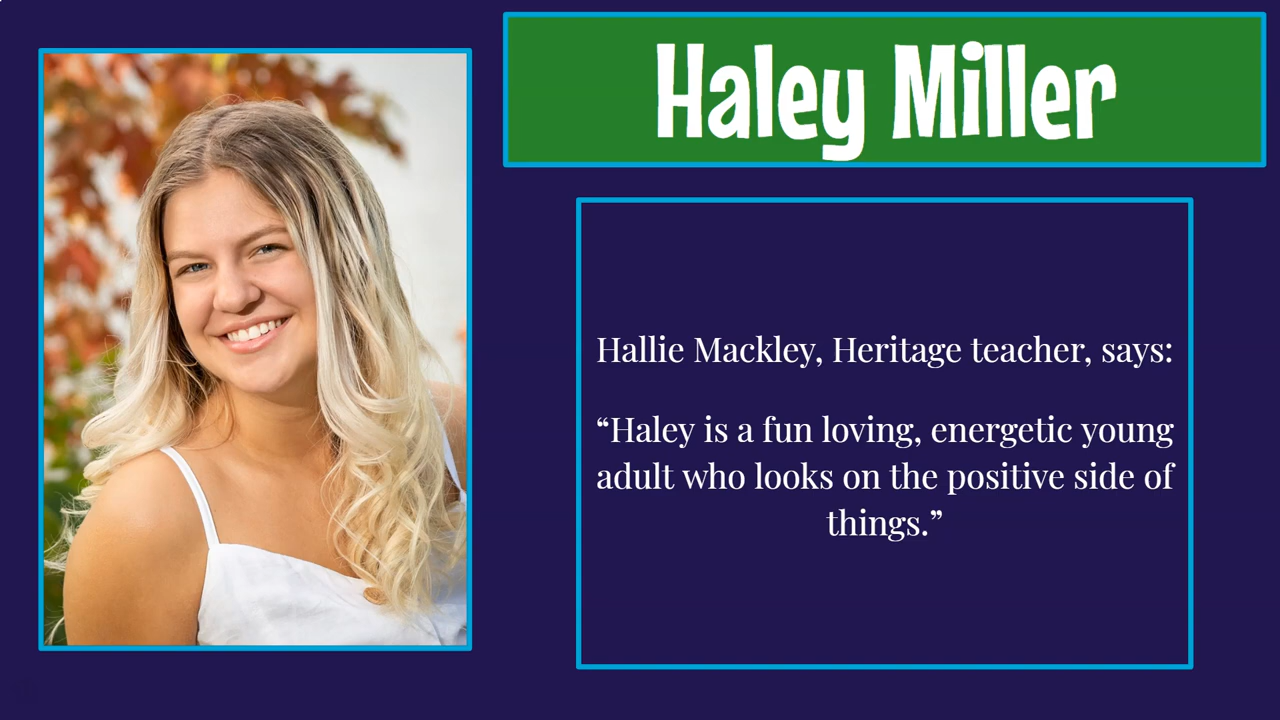 Haley Miller
Hallie Mackley, Heritage teacher, says:
“Haley is a fun loving, energetic young
adult who looks on the positive side of
things.”